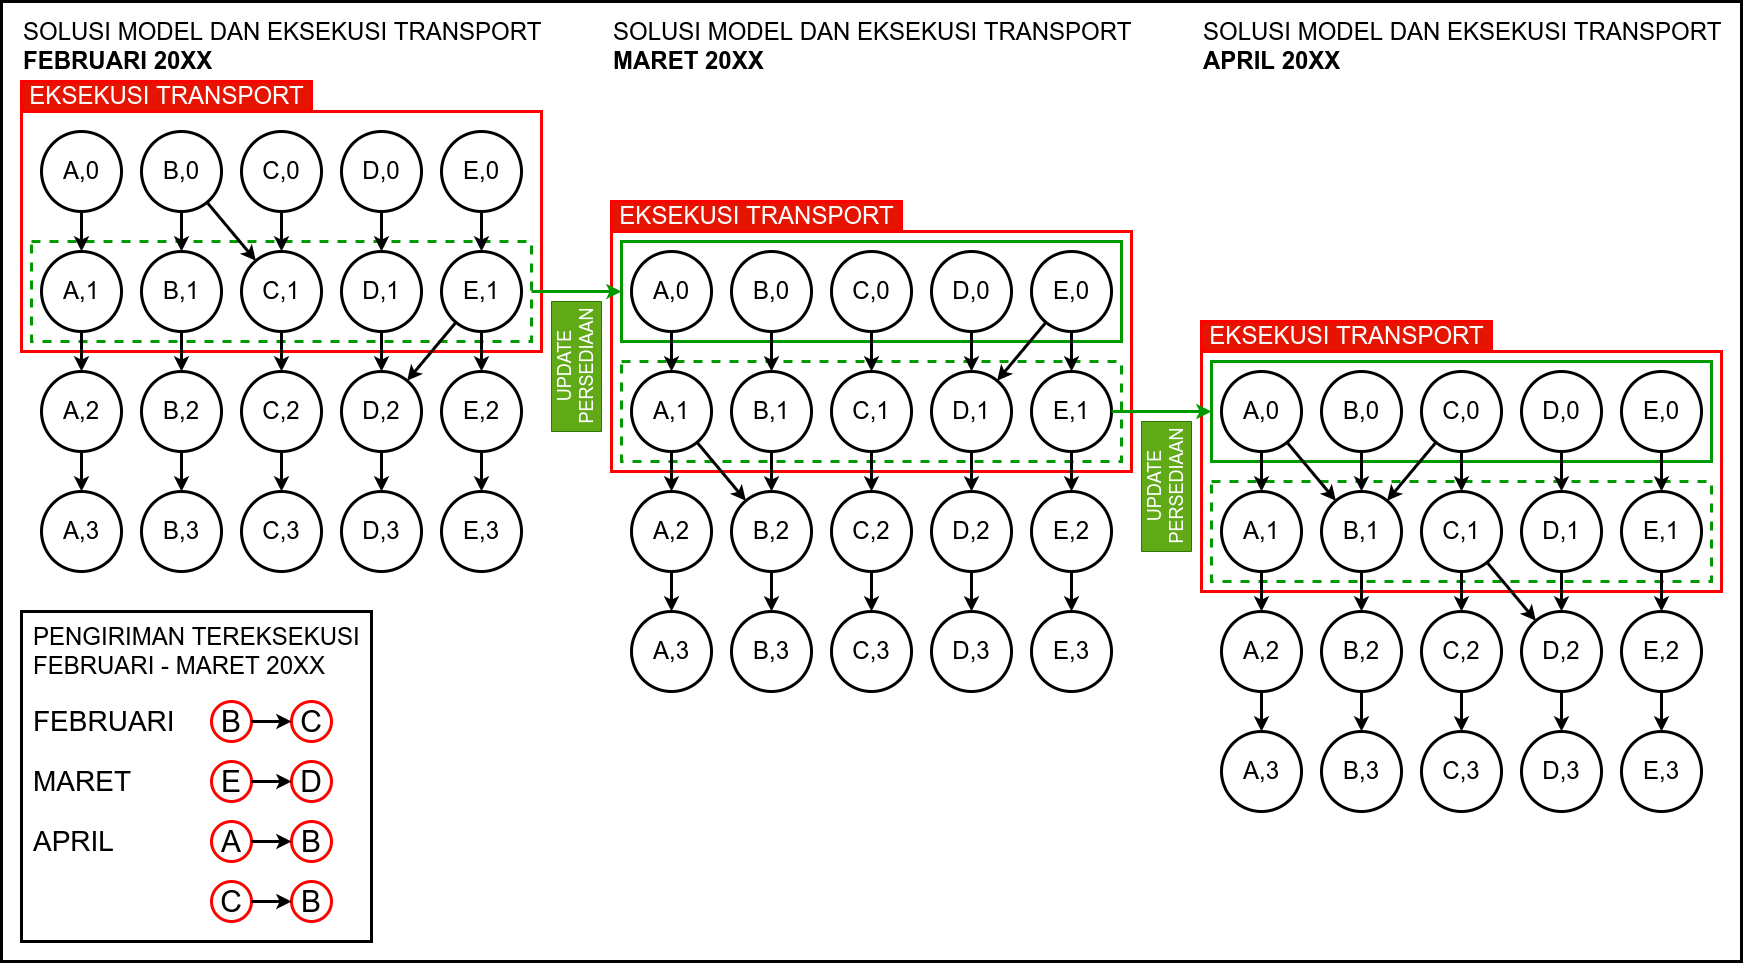 SOLUSI MODEL DAN EKSEKUSI TRANSPORT
FEBRUARI 20XX
EKSEKUSI TRANSPORT
A,0 B,0 C,0 D,0 E,0
A,1 B,1 C,1 D,1 E,1
A,2 B,2 C,2 D,2 E,2
A,3 B,3 C,3 D,3 E,3
UPDATE
PERSEDIAAN
SOLUSI MODEL DAN EKSEKUSI TRANSPORT
MARET 20XX
EKSEKUSI TRANSPORT
A,0 B,0 C,0 D,0 E,0
A,1 B,1 C,1 D,1 E,1
A,2 B,2 C,2 D,2 E,2
A,3 B,3 C,3 D,3 E,3
UPDATE
PERSEDIAAN
SOLUSI MODEL DAN EKSEKUSI TRANSPORT
APRIL 20XX
EKSEKUSI TRANSPORT
A,0 B,0 C,0 D,0 E,0
A,1 B,1 C,1 D,1 E,1
A,2 B,2 C,2 D,2 E,2
A,3 B,3 C,3 D,3 E,3
PENGIRIMAN TEREKSEKUSI
FEBRUARI - MARET 20XX
FEBRUARI B C
MARET E D
APRIL A B
C B